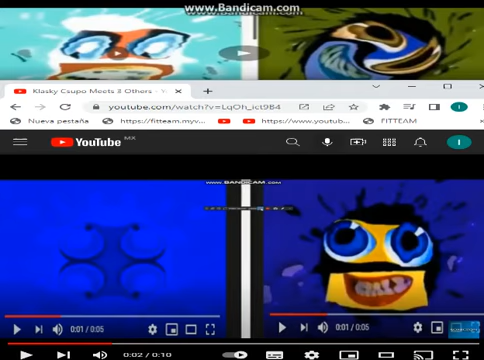 www.Bandicam.com
Klasky Csupo Meets 3 Others - Y
youtube.com/watch?v=LqOh_ict984
Nueva pestaña
https://fitteam.myv...
https://www.youtub...
FITTEAM
I
YouTube MX
I
www.BANDICAM.com
0:01 / 0:05
0:01 / 0:05
0:02 / 0:10